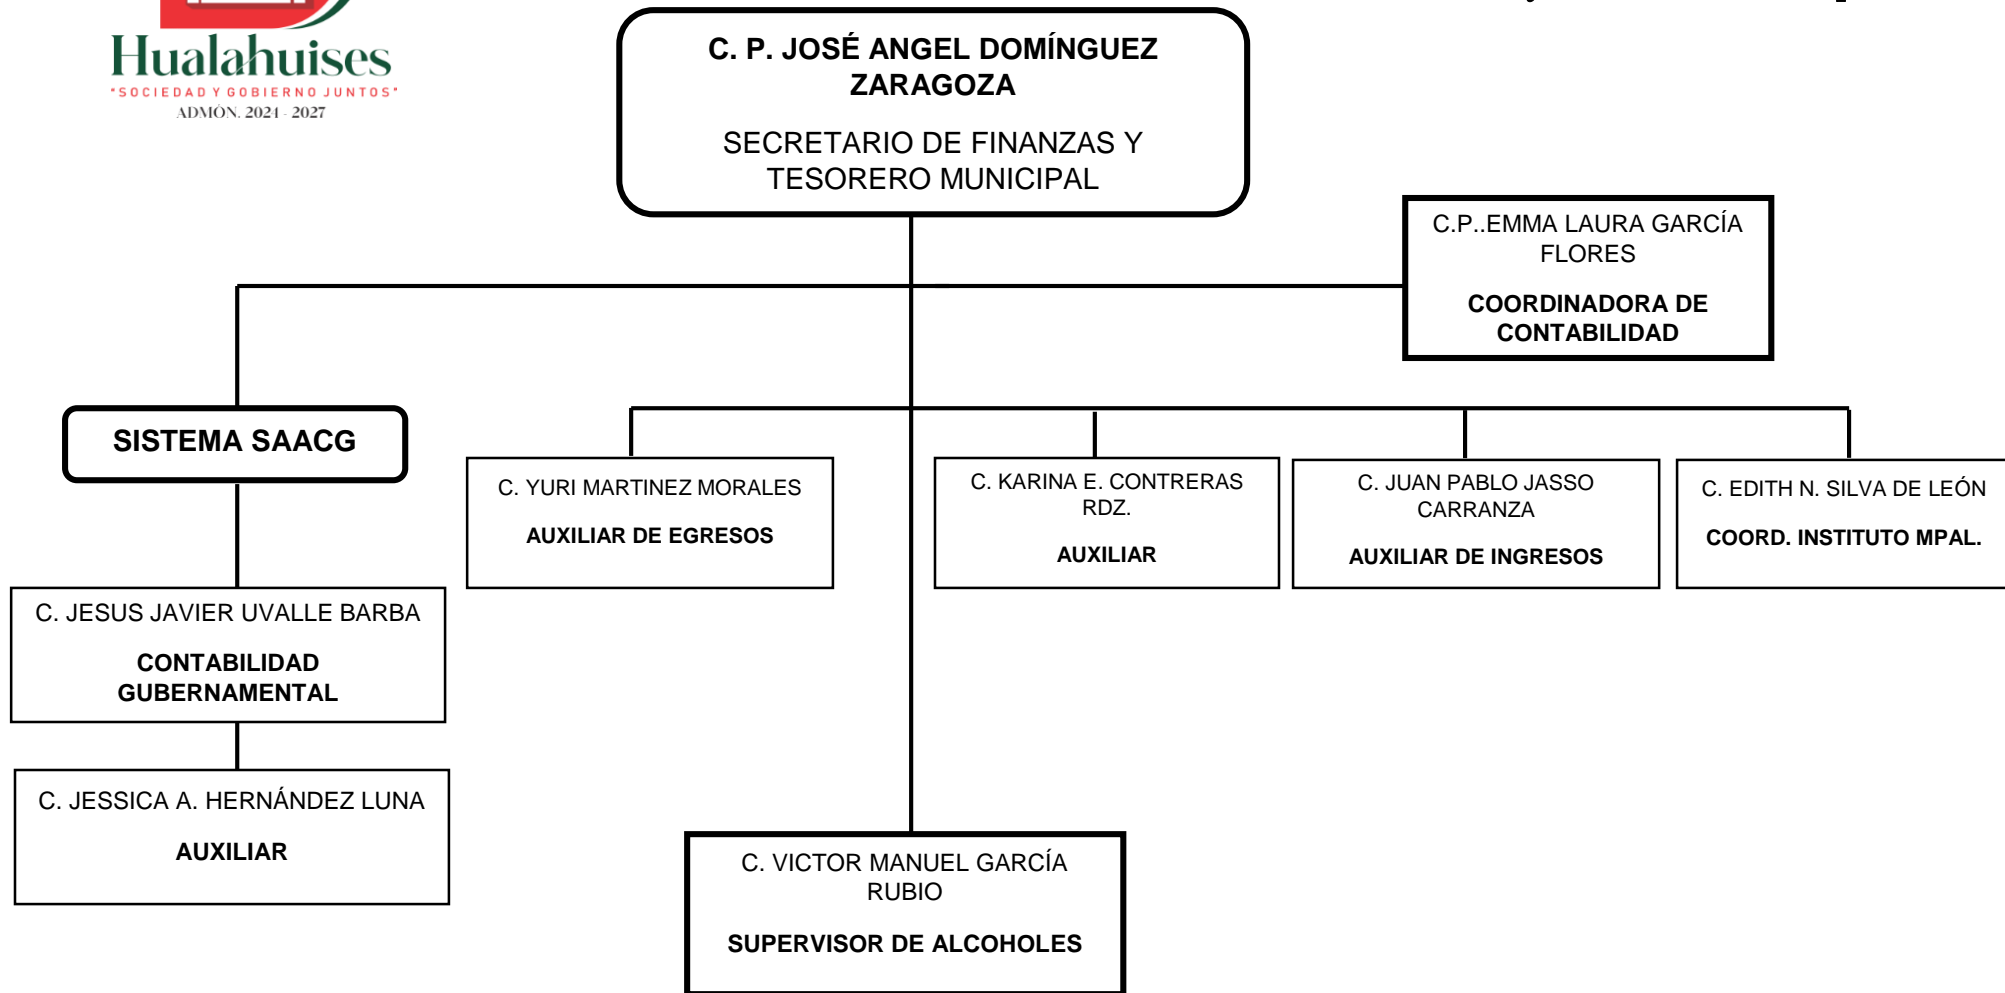 Hualahuises
"SOCIEDAD Y GOBIERNO JUNTOS"
ADMÓN. 2024 - 2027
C. P. JOSÉ ANGEL DOMÍNGUEZ
ZARAGOZA
SECRETARIO DE FINANZAS Y
TESORERO MUNICIPAL
C.P..EMMA LAURA GARCÍA
FLORES
COORDINADORA DE
CONTABILIDAD
SISTEMA SAACG
C. YURI MARTINEZ MORALES
AUXILIAR DE EGRESOS
C. KARINA E. CONTRERAS
RDZ.
AUXILIAR
C. JUAN PABLO JASSO
CARRANZA
AUXILIAR DE INGRESOS
C. EDITH N. SILVA DE LEÓN
COORD. INSTITUTO MPAL.
C. JESUS JAVIER UVALLE BARBA
CONTABILIDAD
GUBERNAMENTAL
C. JESSICA A. HERNÁNDEZ LUNA
AUXILIAR
C. VICTOR MANUEL GARCÍA
RUBIO
SUPERVISOR DE ALCOHOLES